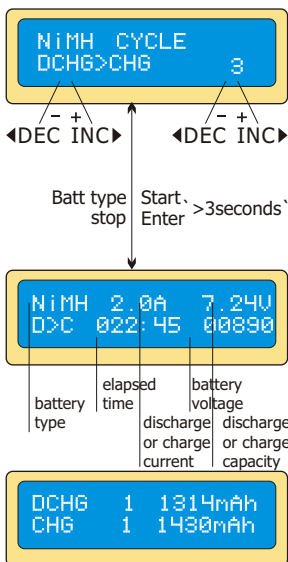 NiMH CYCLE
DCHG>CHG 3
− + − +
◀DEC INC▶ ◀DEC INC▶
Batt type Start
stop Enter `>3seconds`
NiMH 2.0A 7.24V
D>C 022:45 00890
elapsed battery
battery time voltage
type discharge discharge
or charge or charge
current capacity
DCHG 1 1314mAh
CHG 1 1430mAh